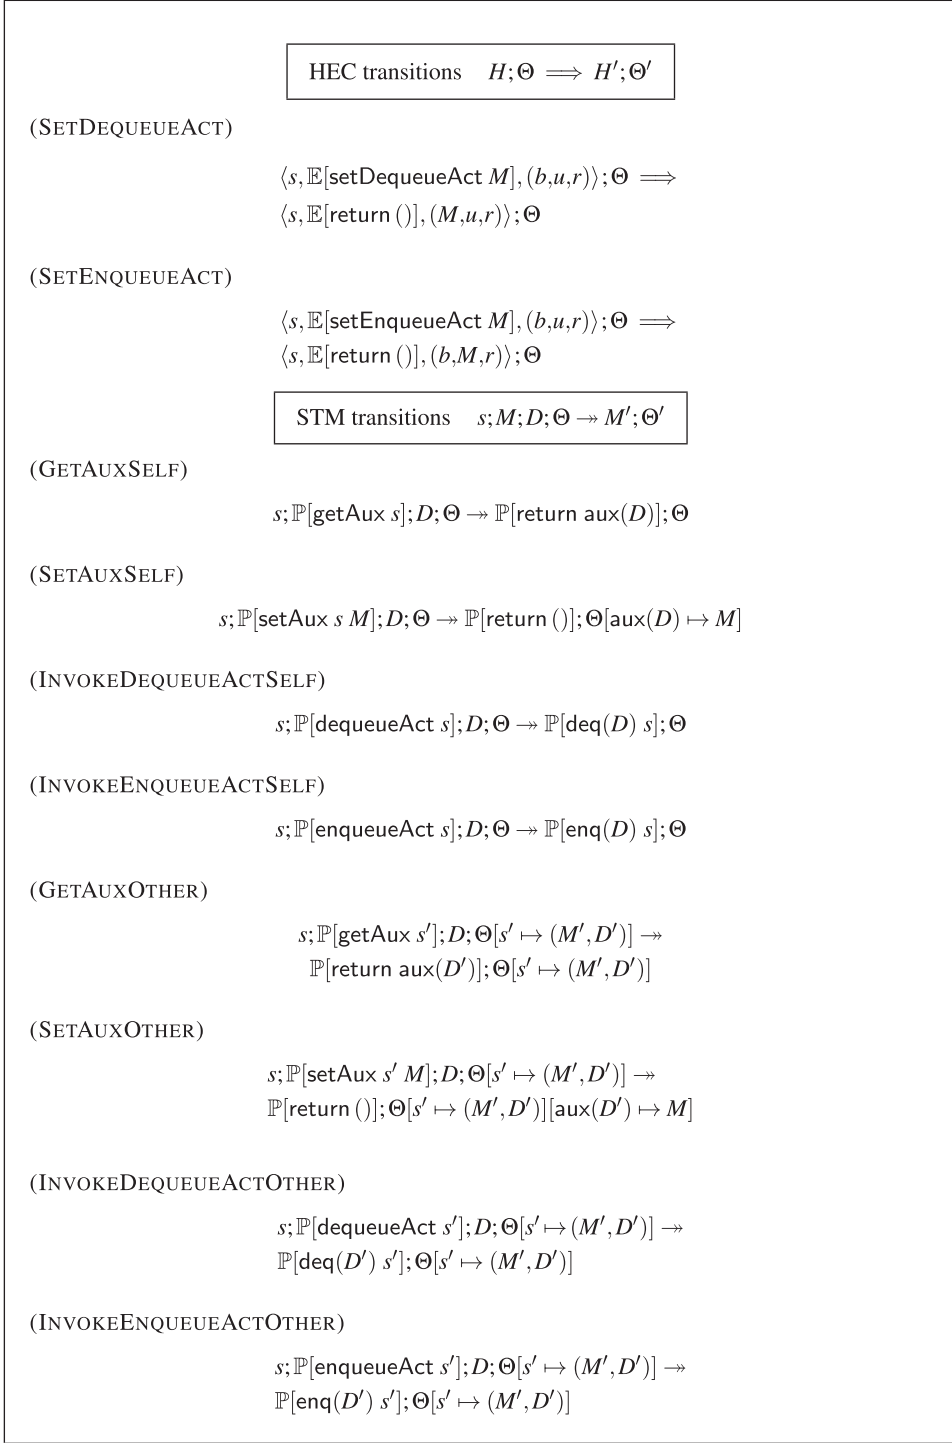 HEC transitions H;Θ ⟹ H′;Θ′
(SETDEQUEUEACT)
⟨s,𝔼[setDequeueAct M],(b,u,r)⟩;Θ ⟹
⟨s,𝔼[return ()],(M,u,r)⟩;Θ
(SETENQUEUEACT)
⟨s,𝔼[setEnqueueAct M],(b,u,r)⟩;Θ ⟹
⟨s,𝔼[return ()],(b,M,r)⟩;Θ
STM transitions s;M;D;Θ ↠ M′;Θ′
(GETAUXSELF)
s;ℙ[getAux s];D;Θ ↠ ℙ[return aux(D)];Θ
(SETAUXSELF)
s;ℙ[setAux s M];D;Θ ↠ ℙ[return ()];Θ[aux(D) ↦ M]
(INVOKEDEQUEUEACTSELF)
s;ℙ[dequeueAct s];D;Θ ↠ ℙ[deq(D) s];Θ
(INVOKEENQUEUEACTSELF)
s;ℙ[enqueueAct s];D;Θ ↠ ℙ[enq(D) s];Θ
(GETAUXOTHER)
s;ℙ[getAux s′];D;Θ[s′ ↦ (M′,D′)] ↠
ℙ[return aux(D′)];Θ[s′ ↦ (M′,D′)]
(SETAUXOTHER)
s;ℙ[setAux s′ M];D;Θ[s′ ↦ (M′,D′)] ↠
ℙ[return ()];Θ[s′ ↦ (M′,D′)][aux(D′) ↦ M]
(INVOKEDEQUEUEACTOTHER)
s;ℙ[dequeueAct s′];D;Θ[s′ ↦ (M′,D′)] ↠
ℙ[deq(D′) s′];Θ[s′ ↦ (M′,D′)]
(INVOKEENQUEUEACTOTHER)
s;ℙ[enqueueAct s′];D;Θ[s′ ↦ (M′,D′)] ↠
ℙ[enq(D′) s′];Θ[s′ ↦ (M′,D′)]